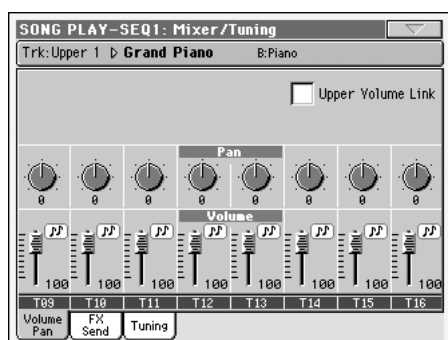 SONG PLAY-SEQ1: Mixer/Tuning
Trk:Upper 1 Grand Piano B:Piano
Upper Volume Link
Pan
0 0 0 0 0 0 0 0
Volume
100 100 100 100 100 100 100 100
T09 T10 T11 T12 T13 T14 T15 T16
Volume Pan FX Send Tuning